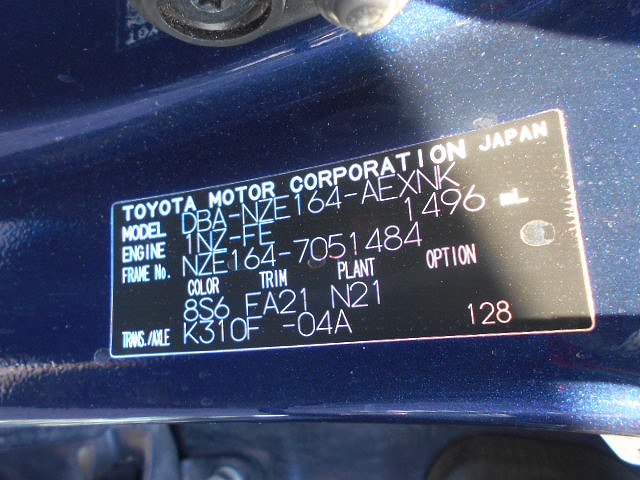 TOYOTA MOTOR CORPORATION JAPAN
MODEL DBA-NZE164-AEXNK
ENGINE 1NZ-FE 1496 mL
FRAME No. NZE164-7051484
COLOR TRIM PLANT OPTION
8S6 EA21 N21
TRANS./AXLE K310F -04A 128